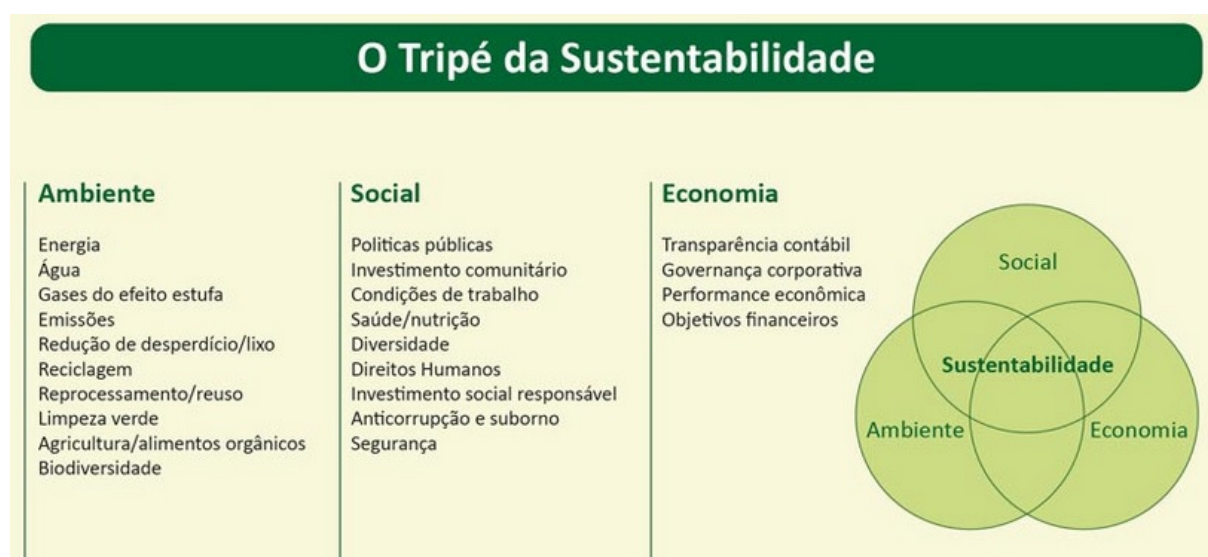 O Tripé da Sustentabilidade
Ambiente
Energia
Água
Gases do efeito estufa
Emissões
Redução de desperdício/lixo
Reciclagem
Reprocessamento/reuso
Limpeza verde
Agricultura/alimentos orgânicos
Biodiversidade
Social
Politicas públicas
Investimento comunitário
Condições de trabalho
Saúde/nutrição
Diversidade
Direitos Humanos
Investimento social responsável
Anticorrupção e suborno
Segurança
Economia
Transparência contábil
Governança corporativa
Performance econômica
Objetivos financeiros
Social
Sustentabilidade
Ambiente
Economia